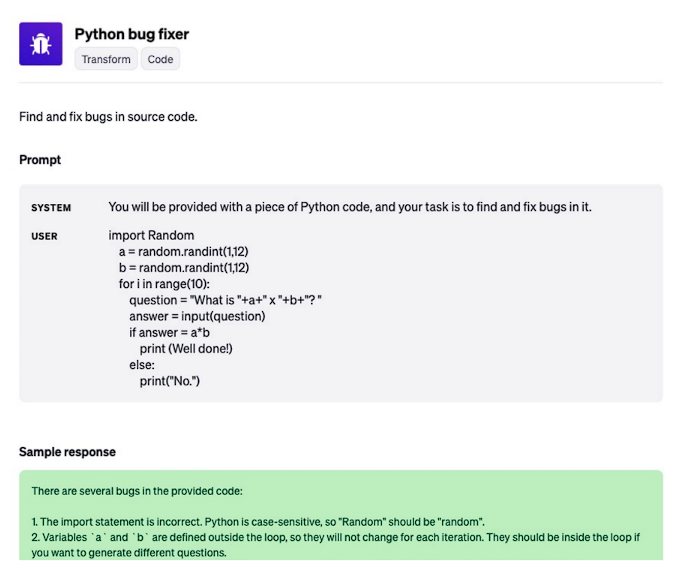 Python bug fixer
Transform Code
Find and fix bugs in source code.
Prompt
SYSTEM You will be provided with a piece of Python code, and your task is to find and fix bugs in it.
USER import Random
a = random.randint(1,12)
b = random.randint(1,12)
for i in range(10):
question = "What is "+a+" x "+b+"? "
answer = input(question)
if answer = a*b
print (Well done!)
else:
print("No.")
Sample response
There are several bugs in the provided code:
1. The import statement is incorrect. Python is case-sensitive, so "Random" should be "random".
2. Variables `a` and `b` are defined outside the loop, so they will not change for each iteration. They should be inside the loop if
you want to generate different questions.